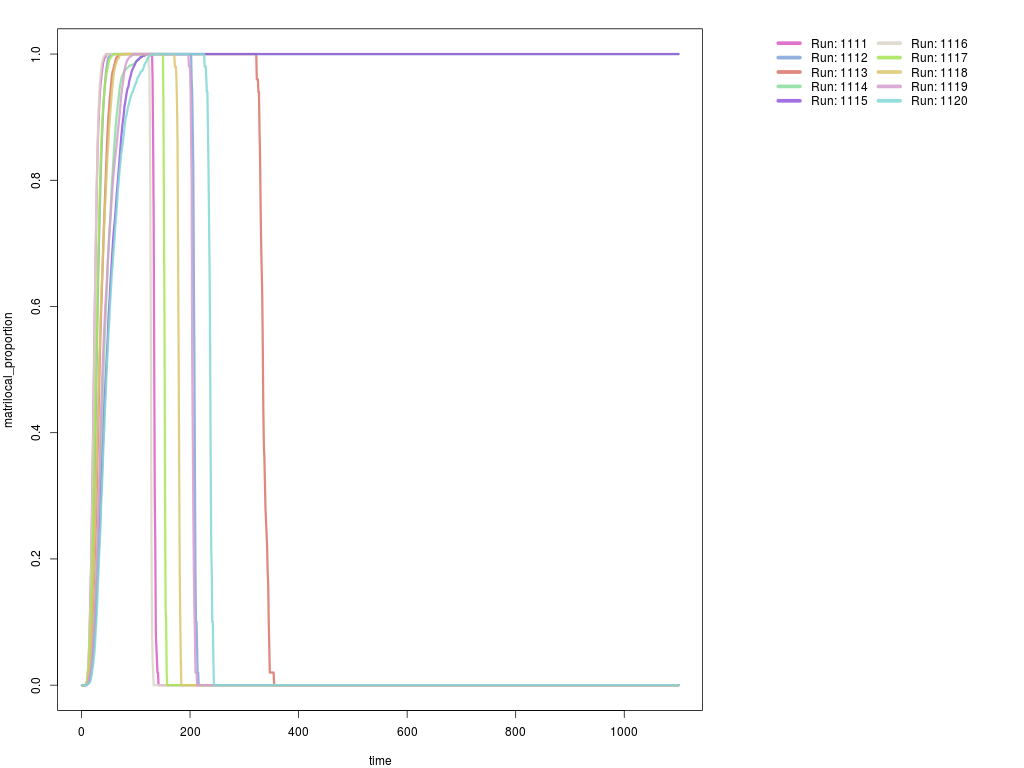 1.0
0.8
0.6
0.4
0.2
0.0
matrilocal_proportion
0
200
400
600
800
1000
time
Run: 1111
Run: 1112
Run: 1113
Run: 1114
Run: 1115
Run: 1116
Run: 1117
Run: 1118
Run: 1119
Run: 1120